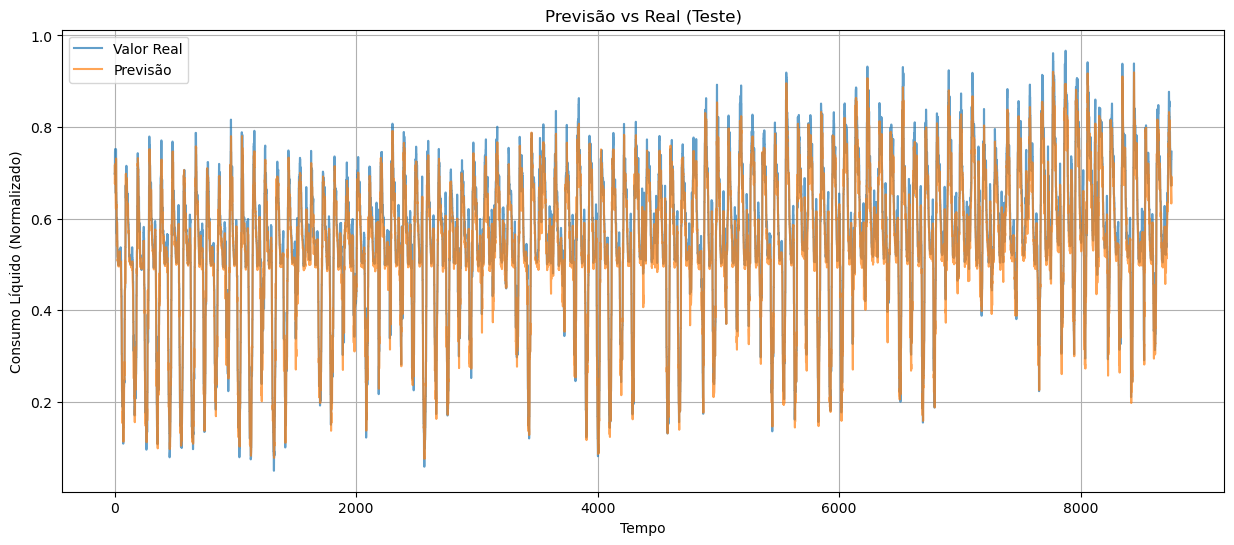 Previsão vs Real (Teste)
Valor Real
Previsão
Consumo Líquido (Normalizado)
1.0
0.8
0.6
0.4
0.2
0
2000
4000
6000
8000
Tempo